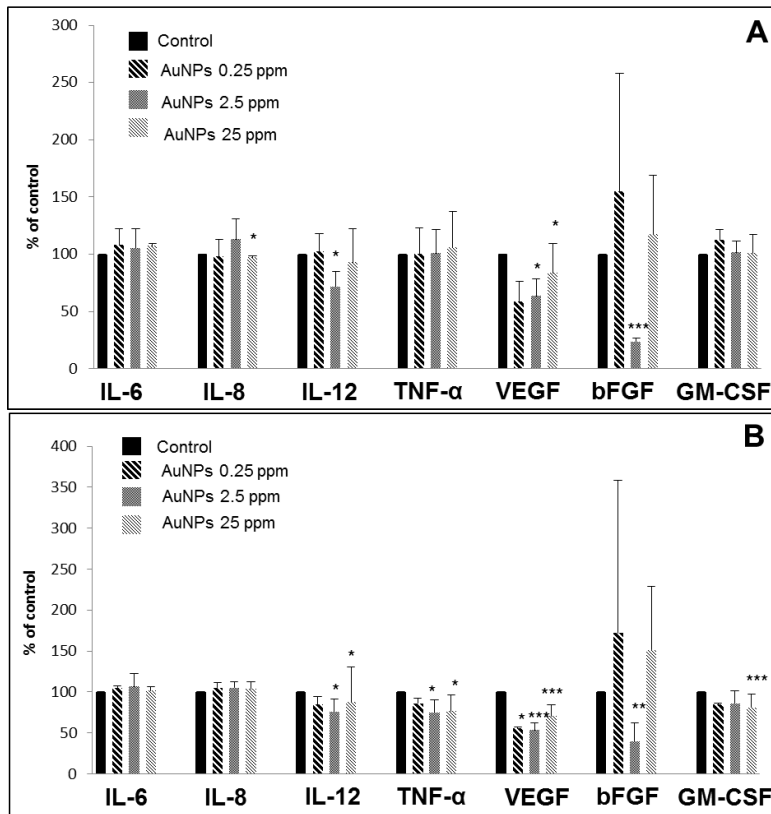 A
Control
AuNPs 0.25 ppm
AuNPs 2.5 ppm
AuNPs 25 ppm
% of control
300
250
200
150
100
50
0
* * * * ***
IL-6 IL-8 IL-12 TNF-α VEGF bFGF GM-CSF
B
Control
AuNPs 0.25 ppm
AuNPs 2.5 ppm
AuNPs 25 ppm
% of control
400
350
300
250
200
150
100
50
0
* * * * * *** *** ** ***
IL-6 IL-8 IL-12 TNF-α VEGF bFGF GM-CSF